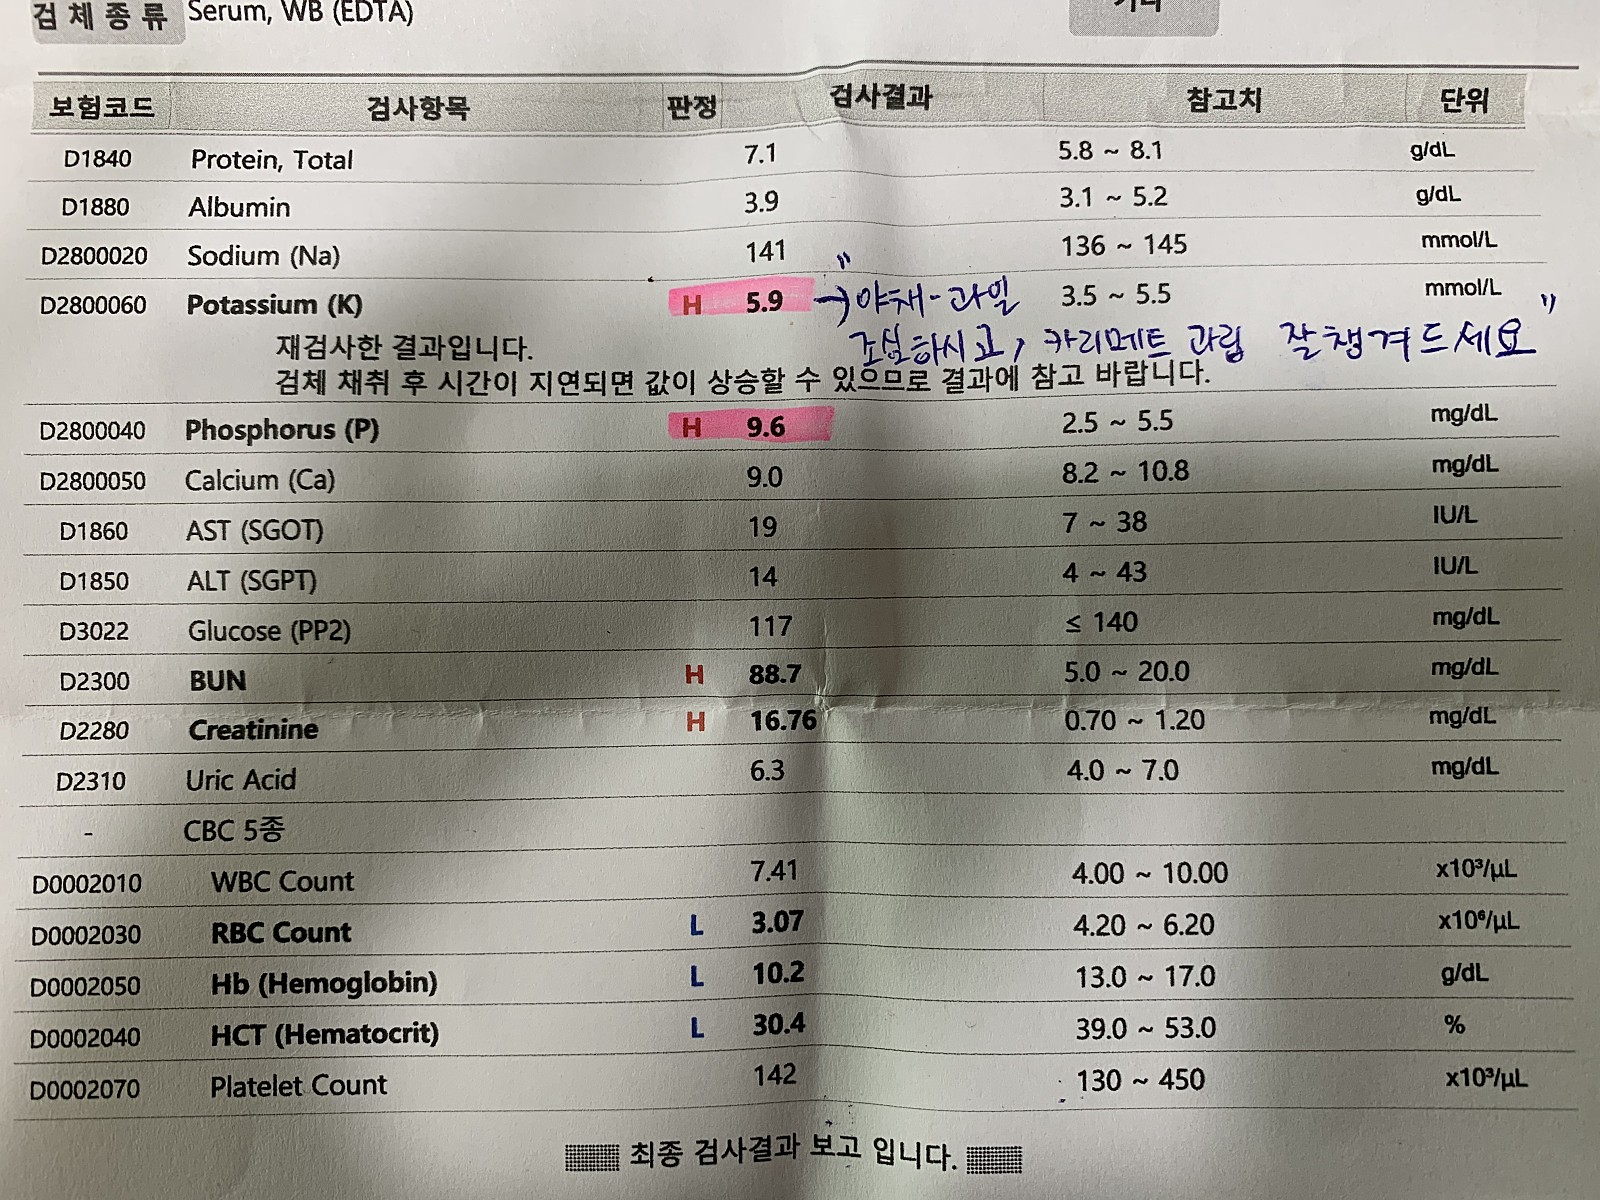 검체종류 Serum, WB (EDTA)
보험코드 검사항목 판정 검사결과 참고치 단위
D1840 Protein, Total 7.1 5.8 ~ 8.1 g/dL
D1880 Albumin 3.9 3.1 ~ 5.2 g/dL
D2800020 Sodium (Na) 141 136 ~ 145 mmol/L
D2800060 Potassium (K) H 5.9 3.5 ~ 5.5 mmol/L
" → 야채-과일
조심하시고, 카리메트 과립 잘 챙겨드세요 "
재검사한 결과입니다.
검체 채취 후 시간이 지연되면 값이 상승할 수 있으므로 결과에 참고 바랍니다.
D2800040 Phosphorus (P) H 9.6 2.5 ~ 5.5 mg/dL
D2800050 Calcium (Ca) 9.0 8.2 ~ 10.8 mg/dL
D1860 AST (SGOT) 19 7 ~ 38 IU/L
D1850 ALT (SGPT) 14 4 ~ 43 IU/L
D3022 Glucose (PP2) 117 ≤ 140 mg/dL
D2300 BUN H 88.7 5.0 ~ 20.0 mg/dL
D2280 Creatinine H 16.76 0.70 ~ 1.20 mg/dL
D2310 Uric Acid 6.3 4.0 ~ 7.0 mg/dL
- CBC 5종
D0002010 WBC Count 7.41 4.00 ~ 10.00 x10³/μL
D0002030 RBC Count L 3.07 4.20 ~ 6.20 x10⁶/μL
D0002050 Hb (Hemoglobin) L 10.2 13.0 ~ 17.0 g/dL
D0002040 HCT (Hematocrit) L 30.4 39.0 ~ 53.0 %
D0002070 Platelet Count 142 130 ~ 450 x10³/μL
최종 검사결과 보고 입니다.